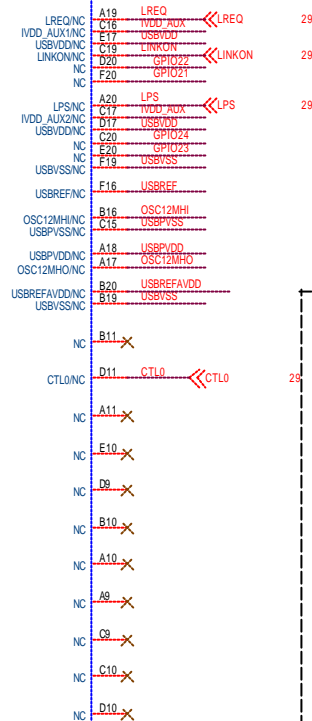 LREQ/NC A19 LREQ LREQ 29
IVDD_AUX1/NC C16 IVDD_AUX
USBVDD/NC E17 USBVDD
LINKON/NC C19 LINKON LINKON 29
NC D20 GPIO22
NC F20 GPIO21
LPS/NC A20 LPS LPS 29
IVDD_AUX2/NC C17 IVDD_AUX
USBVDD/NC D17 USBVDD
NC C20 GPIO24
NC E20 GPIO23
USBVSS/NC F19 USBVSS
USBREF/NC F16 USBREF
OSC12MHI/NC B16 OSC12MHI
USBPVSS/NC C15 USBPVSS
USBPVDD/NC A18 USBPVDD
OSC12MHO/NC A17 OSC12MHO
USBREFAVDD/NC B20 USBREFAVDD
USBVSS/NC B19 USBVSS
NC B11
CTL0/NC D11 CTL0 CTL0 29
NC A11
NC E10
NC D9
NC B10
NC A10
NC A9
NC C9
NC C10
NC D10